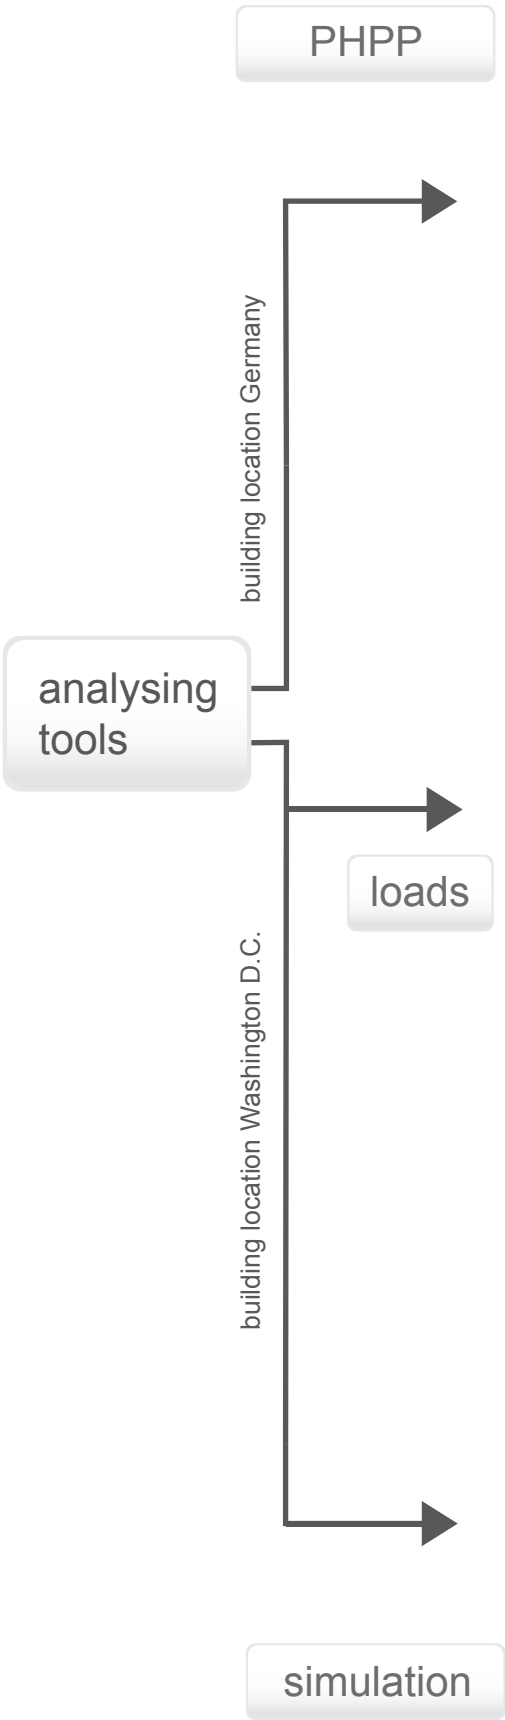 PHPP
building location Germany
analysing
tools
loads
building location Washington D.C.
simulation